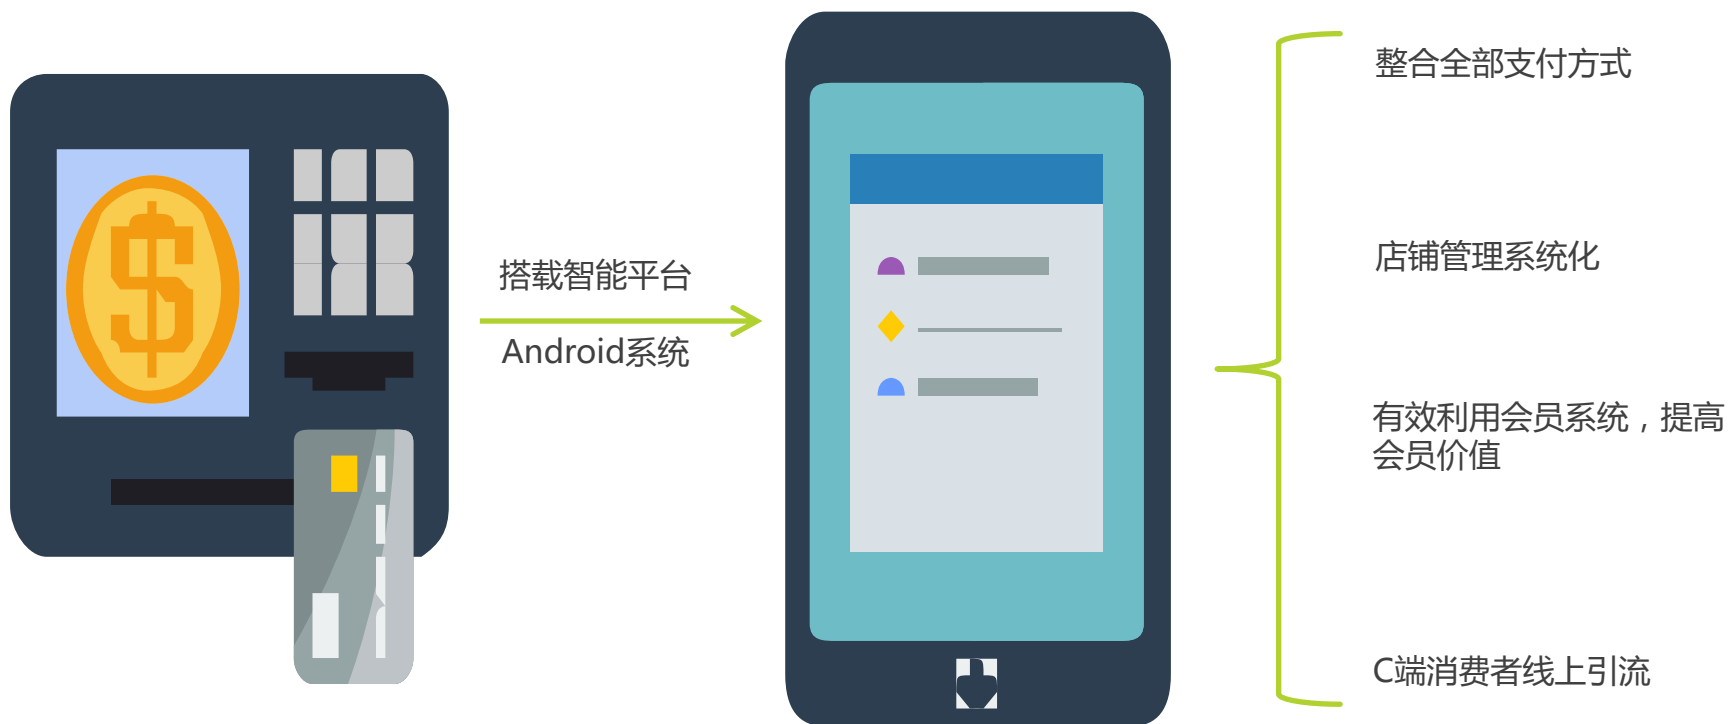 搭载智能平台
Android系统
整合全部支付方式
店铺管理系统化
有效利用会员系统，提高
会员价值
C端消费者线上引流